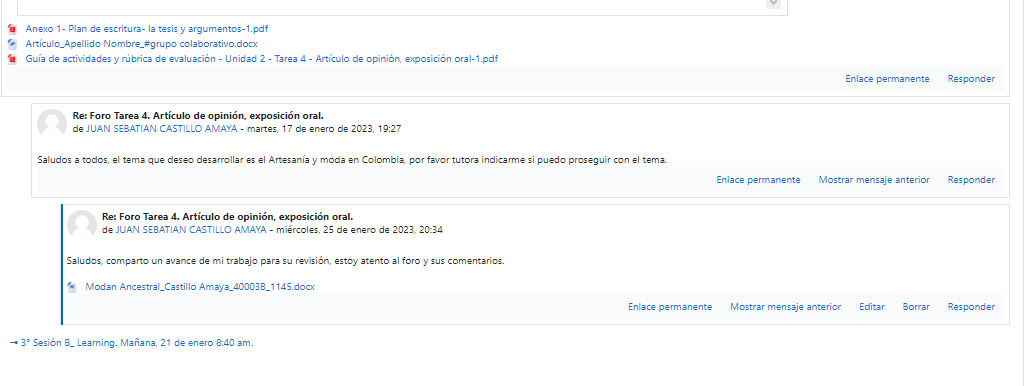 Anexo 1- Plan de escritura- la tesis y argumentos-1.pdf
Artículo_Apellido Nombre_#grupo colaborativo.docx
Guía de actividades y rúbrica de evaluación - Unidad 2 - Tarea 4 - Artículo de opinión, exposición oral-1.pdf
Enlace permanente Responder
Re: Foro Tarea 4. Artículo de opinión, exposición oral.
de JUAN SEBATIAN CASTILLO AMAYA - martes, 17 de enero de 2023, 19:27
Saludos a todos, el tema que deseo desarrollar es el Artesanía y moda en Colombia, por favor tutora indicarme si puedo proseguir con el tema.
Enlace permanente Mostrar mensaje anterior Responder
Re: Foro Tarea 4. Artículo de opinión, exposición oral.
de JUAN SEBATIAN CASTILLO AMAYA - miércoles, 25 de enero de 2023, 20:34
Saludos, comparto un avance de mi trabajo para su revisión, estoy atento al foro y sus comentarios.
Modan Ancestral_Castillo Amaya_40003B_1145.docx
Enlace permanente Mostrar mensaje anterior Editar Borrar Responder
→ 3° Sesión B_ Learning. Mañana, 21 de enero 8:40 am.